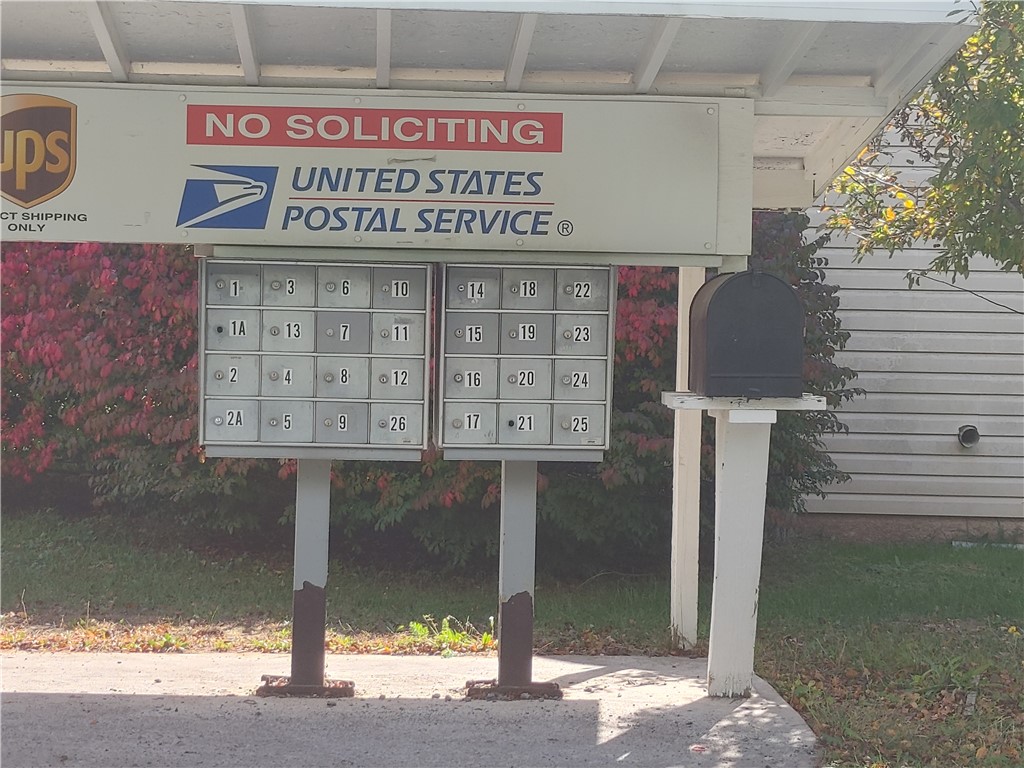 ups
CT SHIPPING
ONLY
NO SOLICITING
UNITED STATES
POSTAL SERVICE®
1 3 6 10
1A 13 7 11
2 4 8 12
2A 5 9 26
14 18 22
15 19 23
16 20 24
17 21 25